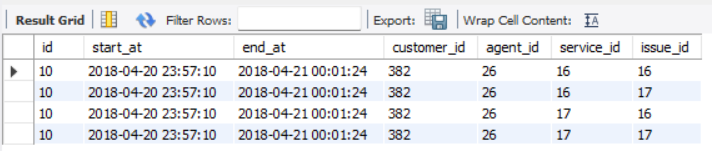 Result Grid Filter Rows: Export: Wrap Cell Content: IA
id start_at end_at customer_id agent_id service_id issue_id
10 2018-04-20 23:57:10 2018-04-21 00:01:24 382 26 16 16
10 2018-04-20 23:57:10 2018-04-21 00:01:24 382 26 16 17
10 2018-04-20 23:57:10 2018-04-21 00:01:24 382 26 17 16
10 2018-04-20 23:57:10 2018-04-21 00:01:24 382 26 17 17